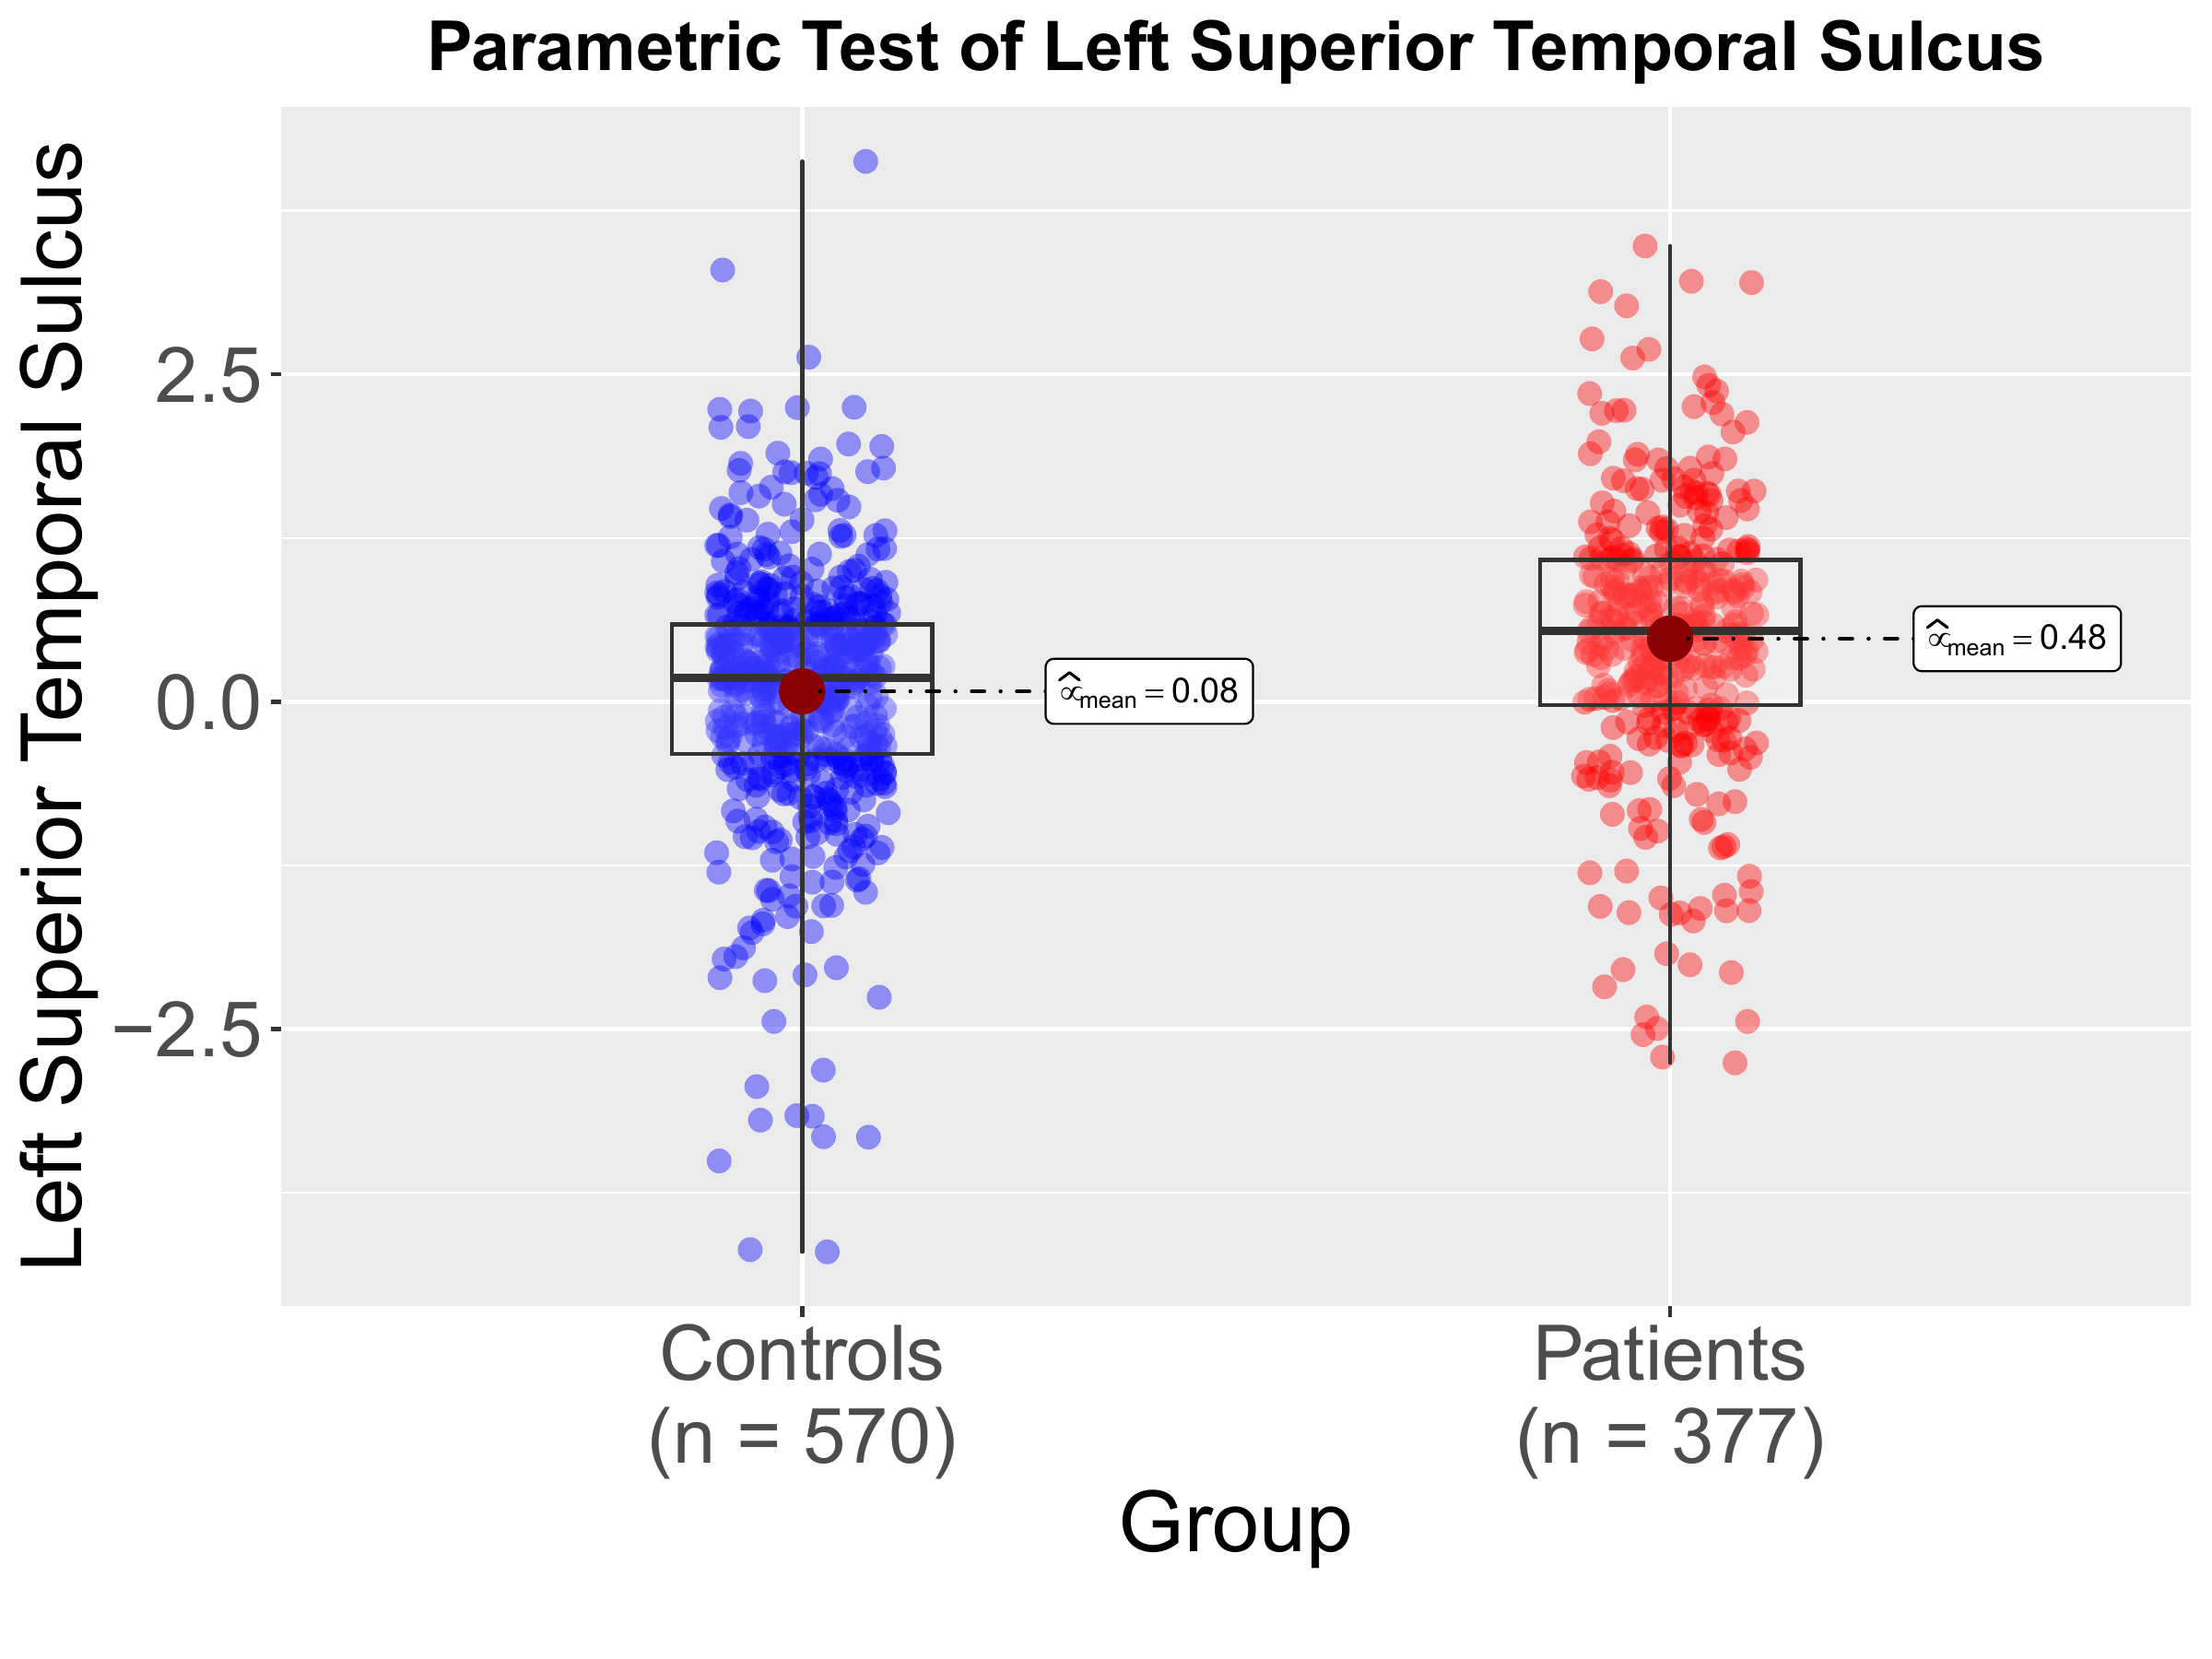 Parametric Test of Left Superior Temporal Sulcus
Left Superior Temporal Sulcus
2.5
0.0
−2.5
∝̂mean = 0.08
∝̂mean = 0.48
Controls
(n = 570)
Patients
(n = 377)
Group